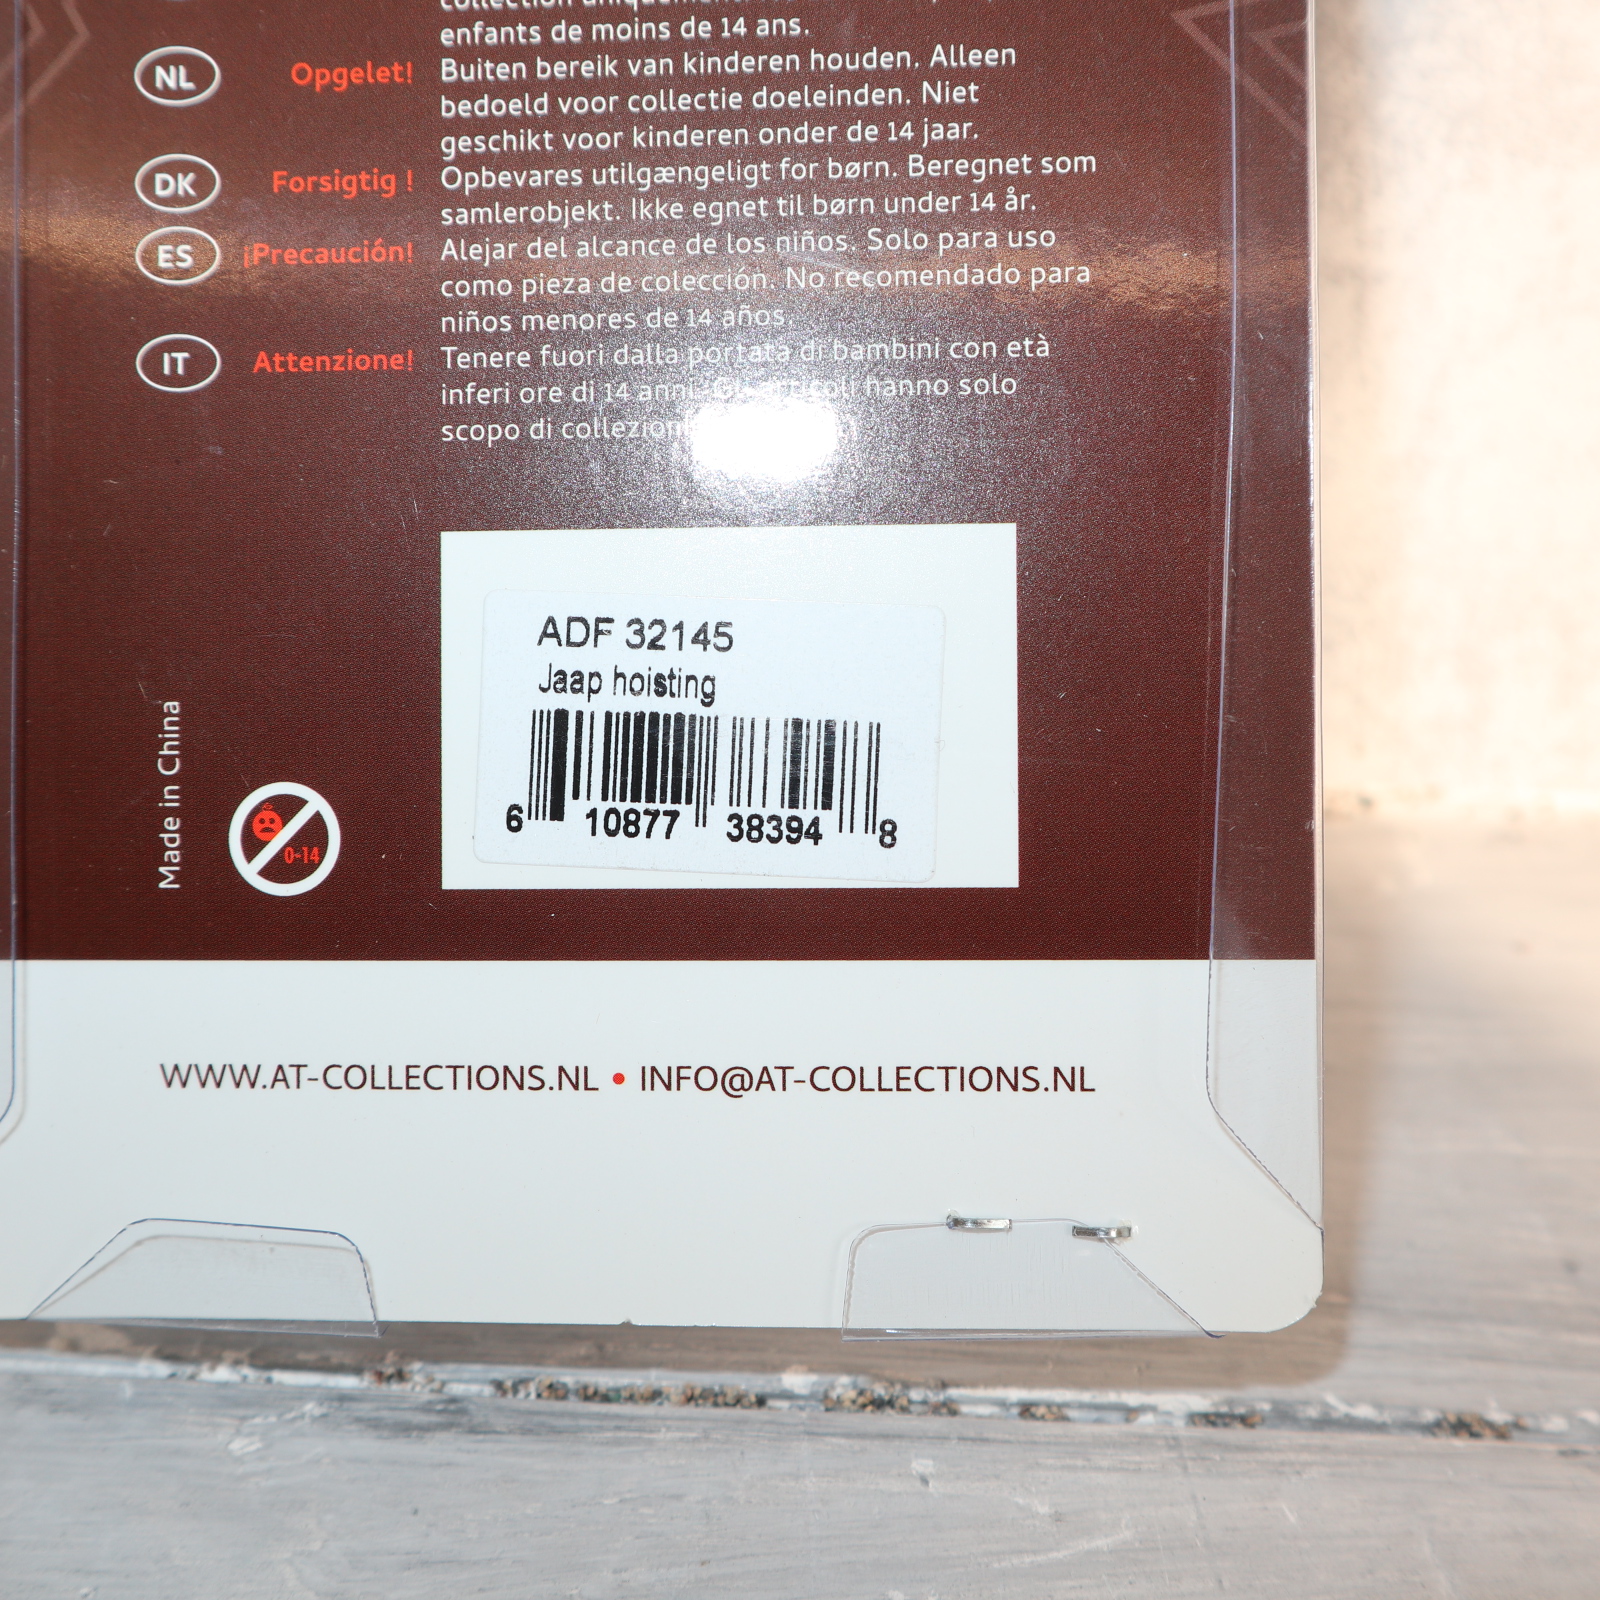 enfants de moins de 14 ans.
NL Opgelet! Buiten bereik van kinderen houden. Alleen
bedoeld voor collectie doeleinden. Niet
geschikt voor kinderen onder de 14 jaar.
DK Forsigtig ! Opbevares utilgængeligt for børn. Beregnet som
samlerobjekt. Ikke egnet til børn under 14 år.
ES ¡Precaución! Alejar del alcance de los niños. Solo para uso
como pieza de colección. No recomendado para
niños menores de 14 años.
IT Attenzione! Tenere fuori dalla portata di bambini con età
inferi ore di 14 anni. Gli articoli hanno solo
scopo di
ADF 32145
Jaap hoisting
6 10877 38394 8
Made in China
0-14
WWW.AT-COLLECTIONS.NL • INFO@AT-COLLECTIONS.NL